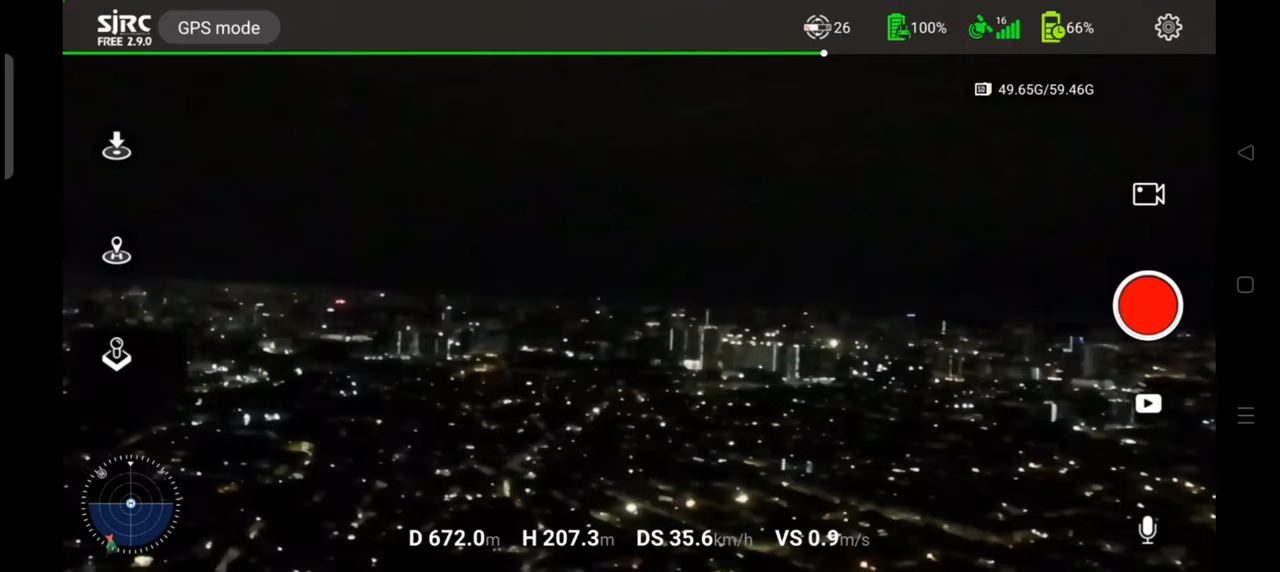 SJRC
FREE 2.9.0
GPS mode
26
100%
16
66%
SD 49.65G/59.46G
H
D 672.0m H 207.3m DS 35.6km/h VS 0.9m/s